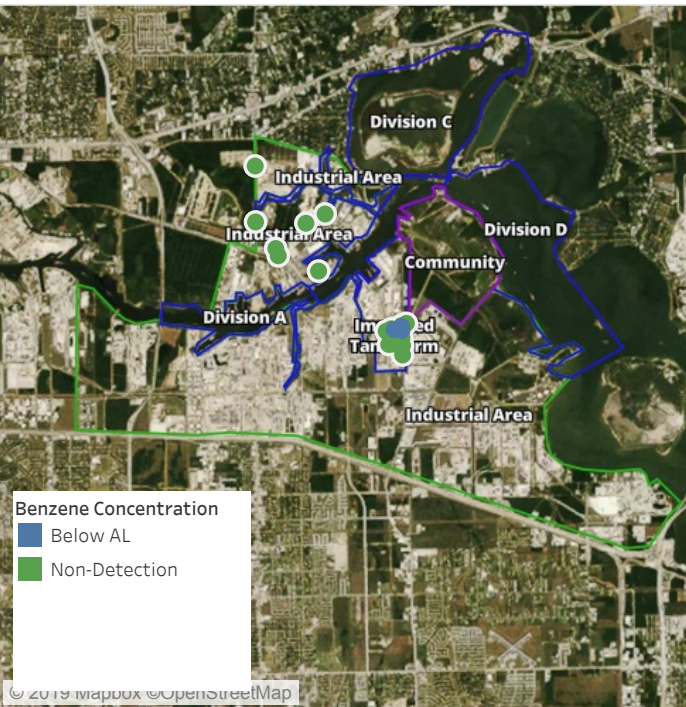 Division C
Industrial Area
Division D
Industrial Area
Community
Division A
Industrial Area
Benzene Concentration
Below AL
Non-Detection
© 2019 Mapbox ©OpenStreetMap